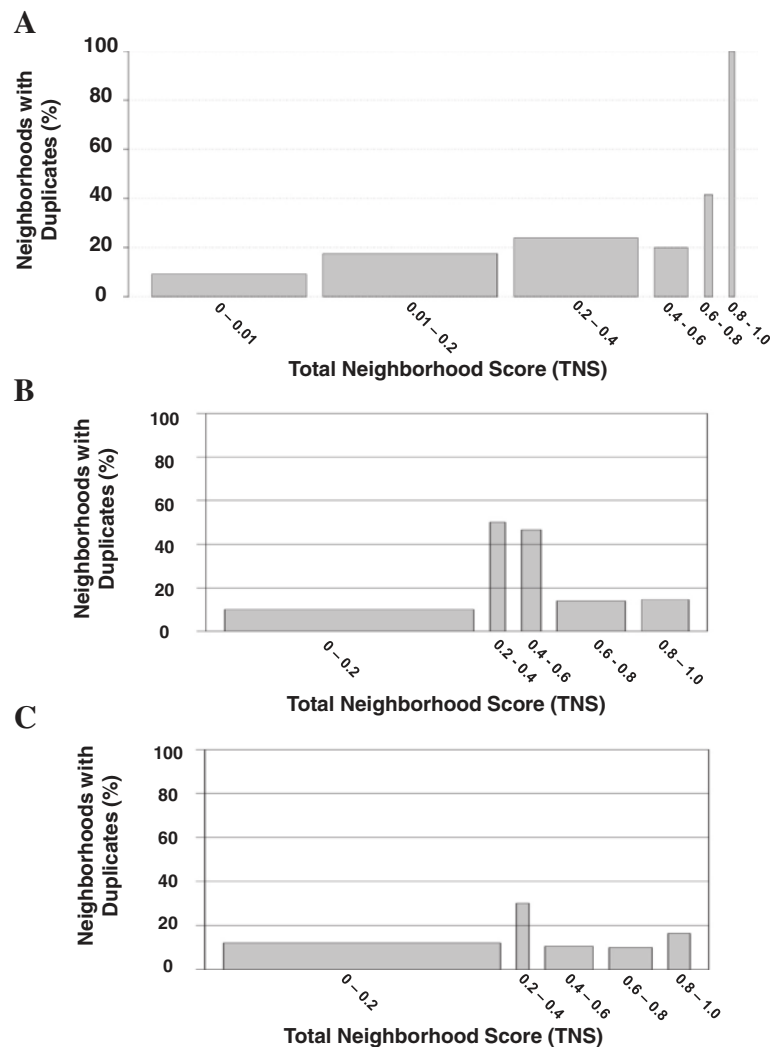 A
Neighborhoods with
Duplicates (%)
100
80
60
40
20
0
0 – 0.01
0.01 – 0.2
0.2 – 0.4
0.4 - 0.6
0.6 – 0.8
0.8 - 1.0
Total Neighborhood Score (TNS)
B
Neighborhoods with
Duplicates (%)
100
80
60
40
20
0
0 – 0.2
0.2 - 0.4
0.4 - 0.6
0.6 - 0.8
0.8 – 1.0
Total Neighborhood Score (TNS)
C
Neighborhoods with
Duplicates (%)
100
80
60
40
20
0
0 – 0.2
0.2 – 0.4
0.4 – 0.6
0.6 – 0.8
0.8 – 1.0
Total Neighborhood Score (TNS)